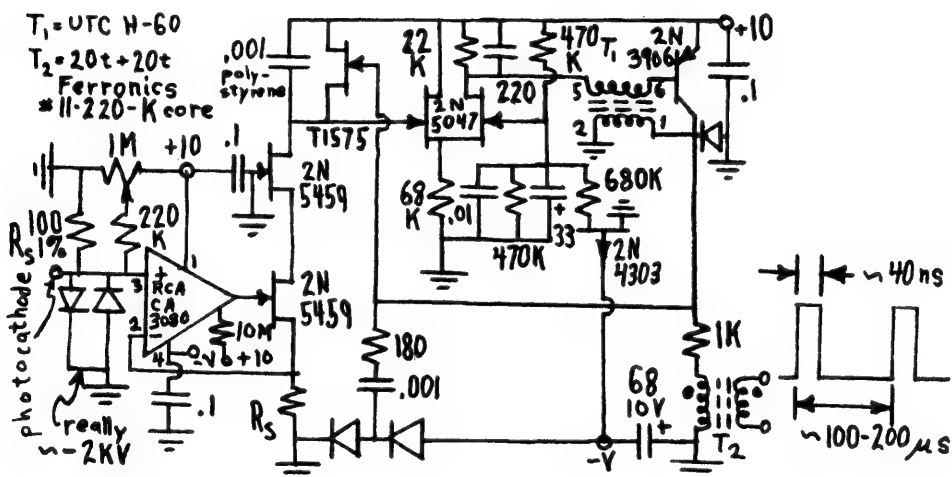 T₁=UTC H-60
T₂=20t+20t
Ferronics
*11-220-K core
.001
poly-
styrene
22
K
470
K
T₁
2N
3906
+10
220
.1
5
6
2
1
2N
5047
TI575
1M
+10
.1
2N
5459
100
1%
Rs
220
K
68
K
.01
33
+
680K
470K
2N
4303
3
+
RCA
CA
3080
1
2
-
4
10M
-V
+10
2N
5459
.1
Rs
180
.001
1K
68
10V
+
-V
T₂
photocathode
really
~-2KV
~40ns
~100-200μs